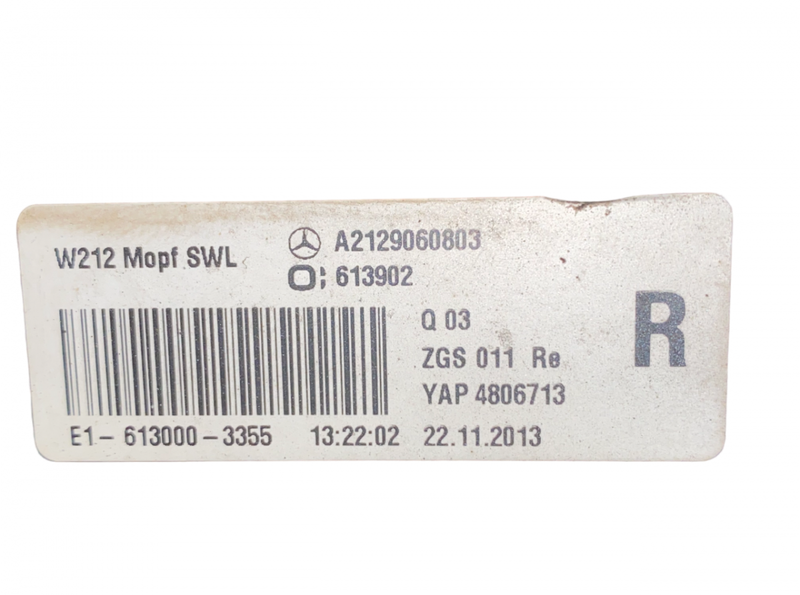 W212 Mopf SWL
A2129060803
613902
Q 03
ZGS 011 Re
YAP 4806713
R
E1- 613000-3355 13:22:02 22.11.2013